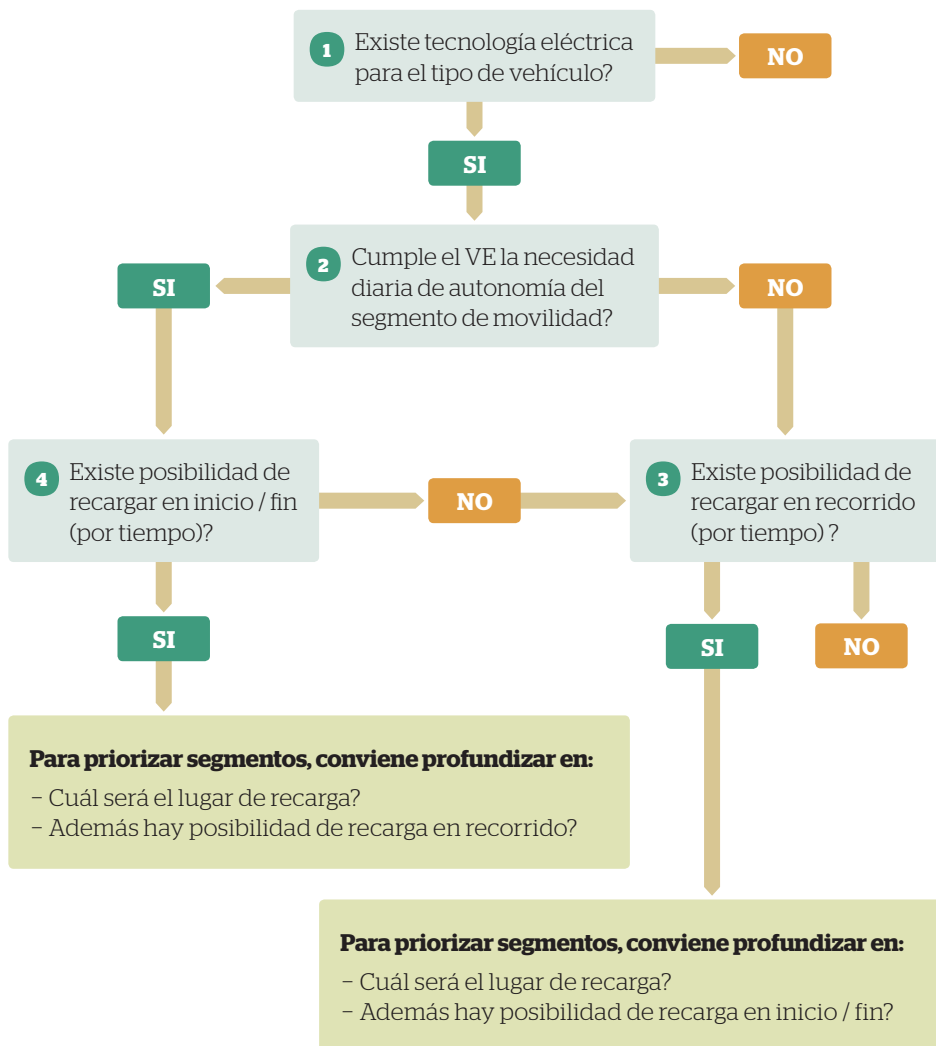 1 Existe tecnología eléctrica
para el tipo de vehículo?
NO
SI
2 Cumple el VE la necesidad
diaria de autonomía del
segmento de movilidad?
SI
NO
4 Existe posibilidad de
recargar en inicio / fin
(por tiempo)?
NO
3 Existe posibilidad de
recargar en recorrido
(por tiempo) ?
SI
SI
NO
Para priorizar segmentos, conviene profundizar en:
– Cuál será el lugar de recarga?
– Además hay posibilidad de recarga en recorrido?
Para priorizar segmentos, conviene profundizar en:
– Cuál será el lugar de recarga?
– Además hay posibilidad de recarga en inicio / fin?